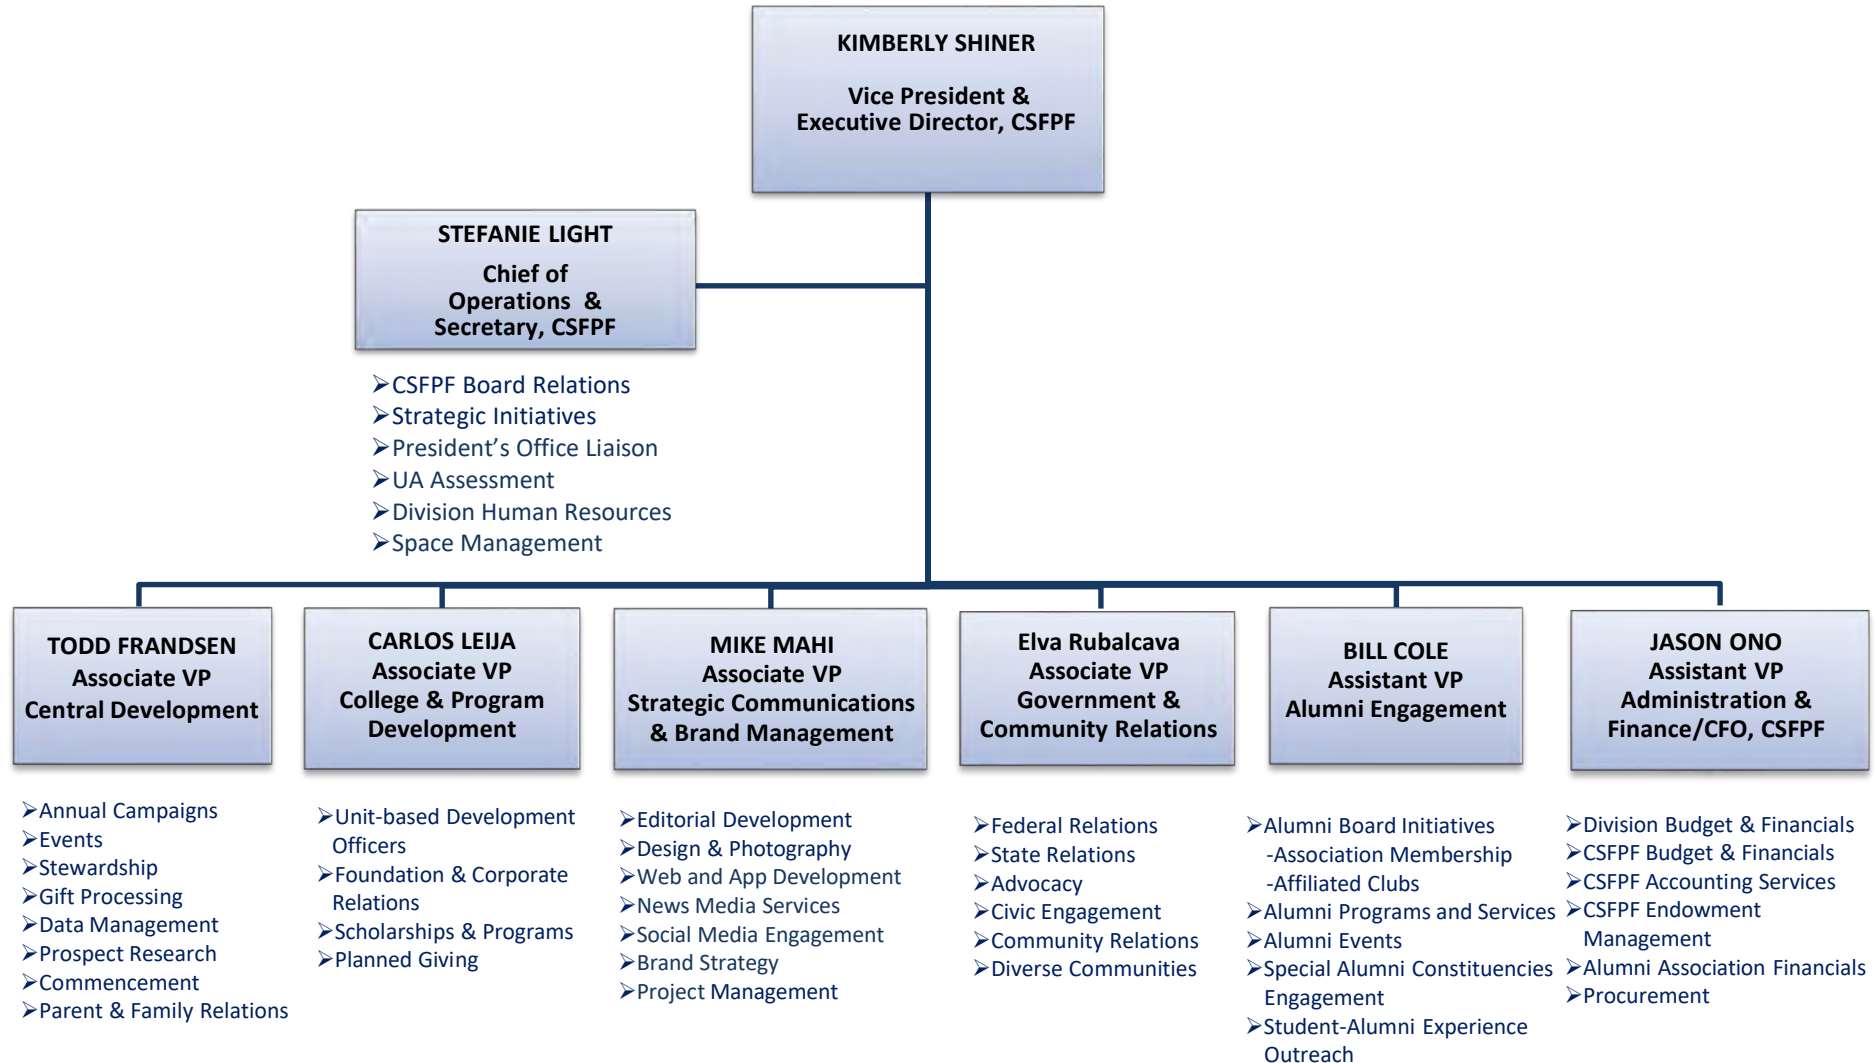 KIMBERLY SHINER
Vice President &
Executive Director, CSFPF
STEFANIE LIGHT
Chief of
Operations &
Secretary, CSFPF
➢CSFPF Board Relations
➢Strategic Initiatives
➢President’s Office Liaison
➢UA Assessment
➢Division Human Resources
➢Space Management
TODD FRANDSEN
Associate VP
Central Development
➢Annual Campaigns
➢Events
➢Stewardship
➢Gift Processing
➢Data Management
➢Prospect Research
➢Commencement
➢Parent & Family Relations
CARLOS LEIJA
Associate VP
College & Program
Development
➢Unit-based Development
Officers
➢Foundation & Corporate
Relations
➢Scholarships & Programs
➢Planned Giving
MIKE MAHI
Associate VP
Strategic Communications
& Brand Management
➢Editorial Development
➢Design & Photography
➢Web and App Development
➢News Media Services
➢Social Media Engagement
➢Brand Strategy
➢Project Management
Elva Rubalcava
Associate VP
Government &
Community Relations
➢Federal Relations
➢State Relations
➢Advocacy
➢Civic Engagement
➢Community Relations
➢Diverse Communities
BILL COLE
Assistant VP
Alumni Engagement
➢Alumni Board Initiatives
-Association Membership
-Affiliated Clubs
➢Alumni Programs and Services
➢Alumni Events
➢Special Alumni Constituencies
Engagement
➢Student-Alumni Experience
Outreach
JASON ONO
Assistant VP
Administration &
Finance/CFO, CSFPF
➢Division Budget & Financials
➢CSFPF Budget & Financials
➢CSFPF Accounting Services
➢CSFPF Endowment
Management
➢Alumni Association Financials
➢Procurement